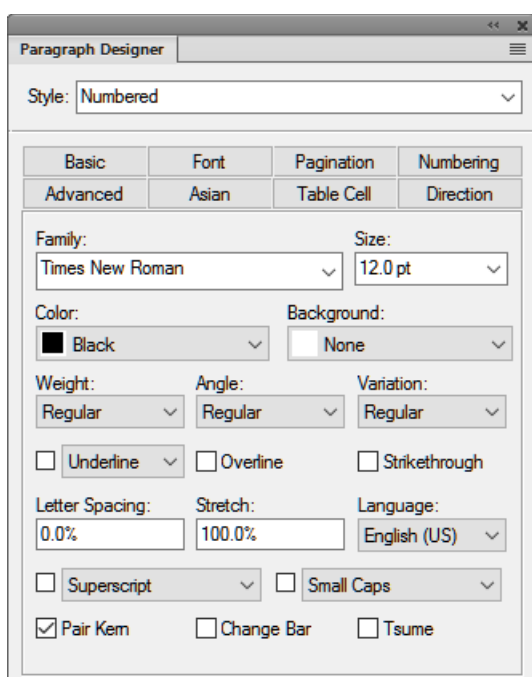 Paragraph Designer
Style: Numbered
Basic Font Pagination Numbering
Advanced Asian Table Cell Direction
Family: Size:
Times New Roman 12.0 pt
Color: Background:
Black None
Weight: Angle: Variation:
Regular Regular Regular
Underline Overline Strikethrough
Letter Spacing: Stretch: Language:
0.0% 100.0% English (US)
Superscript Small Caps
Pair Kern Change Bar Tsume